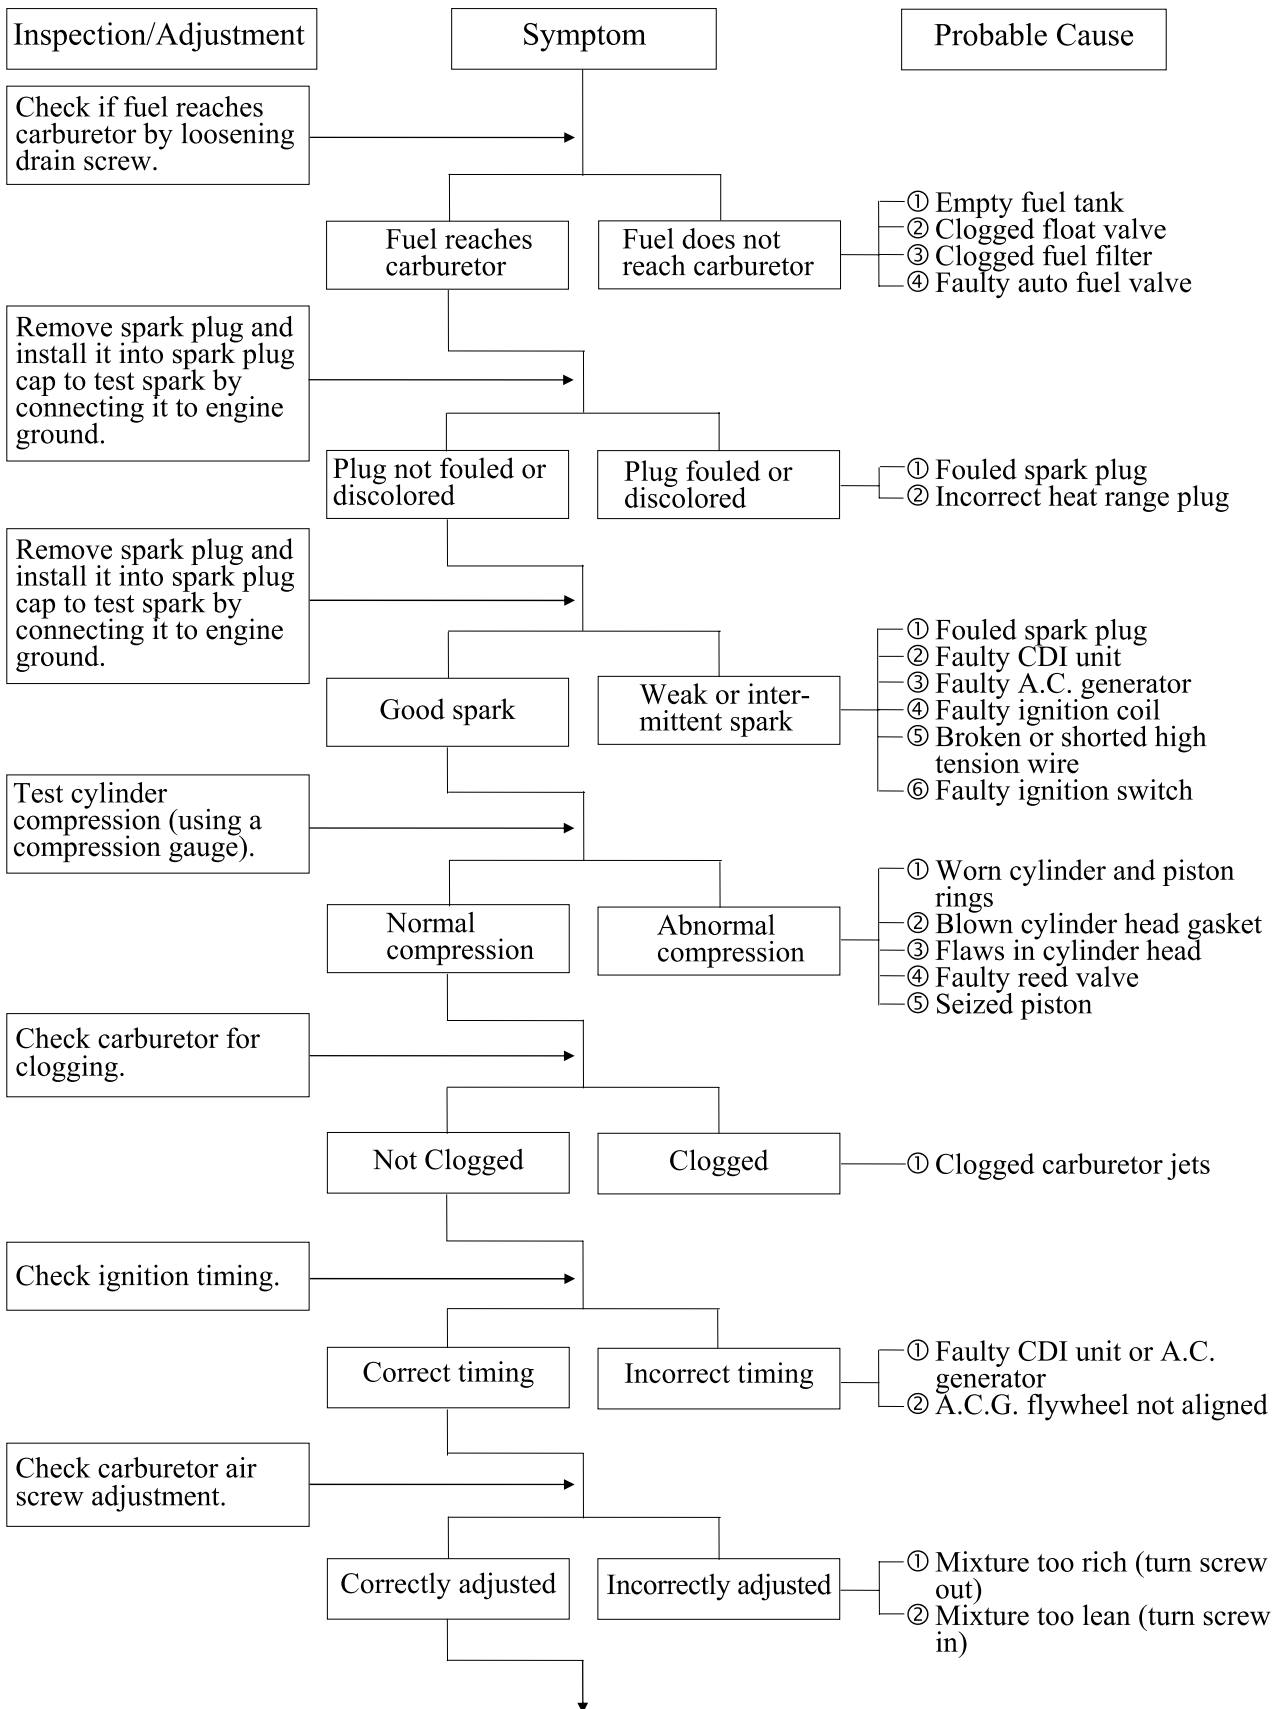 Inspection/Adjustment
Symptom
Probable Cause
Check if fuel reaches
carburetor by loosening
drain screw.
Fuel reaches
carburetor
Fuel does not
reach carburetor
① Empty fuel tank
② Clogged float valve
③ Clogged fuel filter
④ Faulty auto fuel valve
Remove spark plug and
install it into spark plug
cap to test spark by
connecting it to engine
ground.
Plug not fouled or
discolored
Plug fouled or
discolored
① Fouled spark plug
② Incorrect heat range plug
Remove spark plug and
install it into spark plug
cap to test spark by
connecting it to engine
ground.
Good spark
Weak or inter-
mittent spark
① Fouled spark plug
② Faulty CDI unit
③ Faulty A.C. generator
④ Faulty ignition coil
⑤ Broken or shorted high
tension wire
⑥ Faulty ignition switch
Test cylinder
compression (using a
compression gauge).
Normal
compression
Abnormal
compression
① Worn cylinder and piston
rings
② Blown cylinder head gasket
③ Flaws in cylinder head
④ Faulty reed valve
⑤ Seized piston
Check carburetor for
clogging.
Not Clogged
Clogged
① Clogged carburetor jets
Check ignition timing.
Correct timing
Incorrect timing
① Faulty CDI unit or A.C.
generator
② A.C.G. flywheel not aligned
Check carburetor air
screw adjustment.
Correctly adjusted
Incorrectly adjusted
① Mixture too rich (turn screw
out)
② Mixture too lean (turn screw
in)